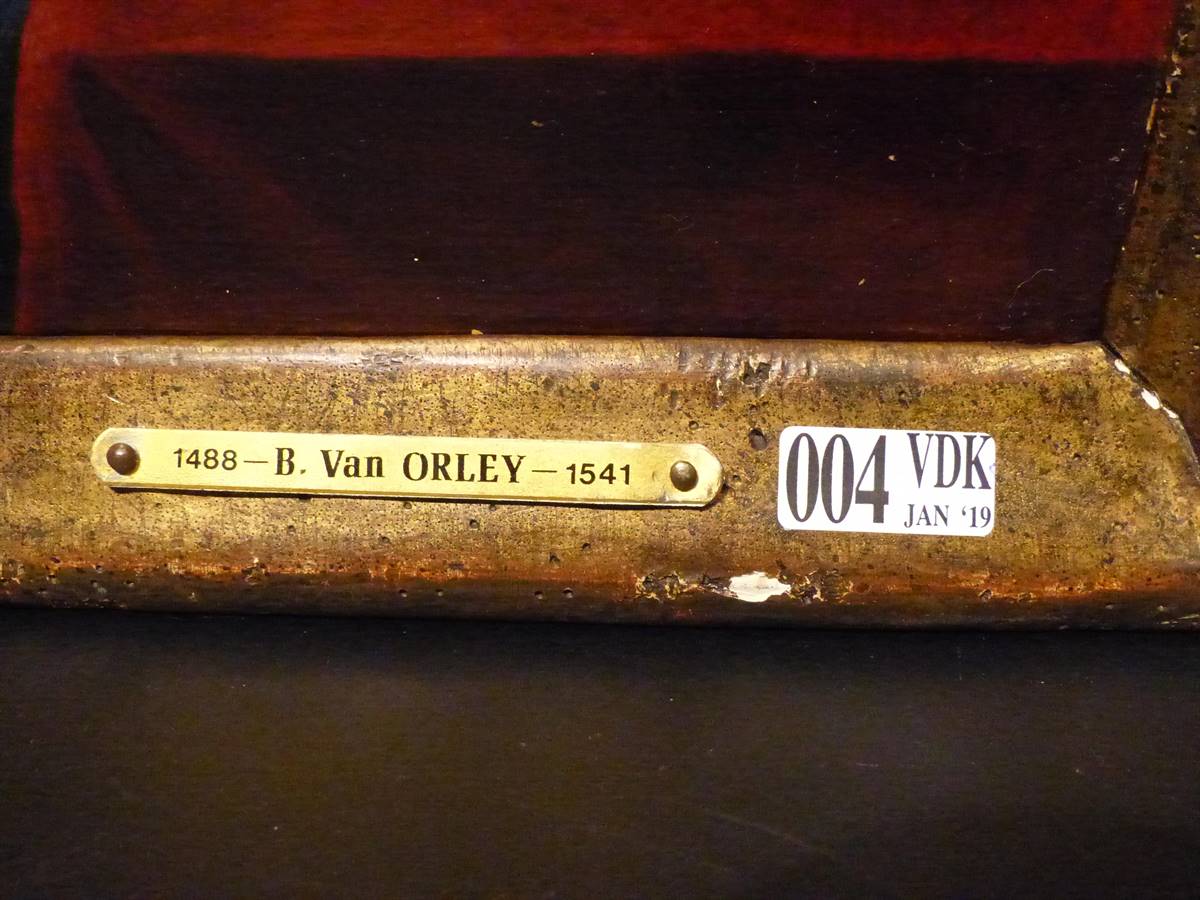 1488 – B. Van ORLEY – 1541
004 VDK
JAN '19